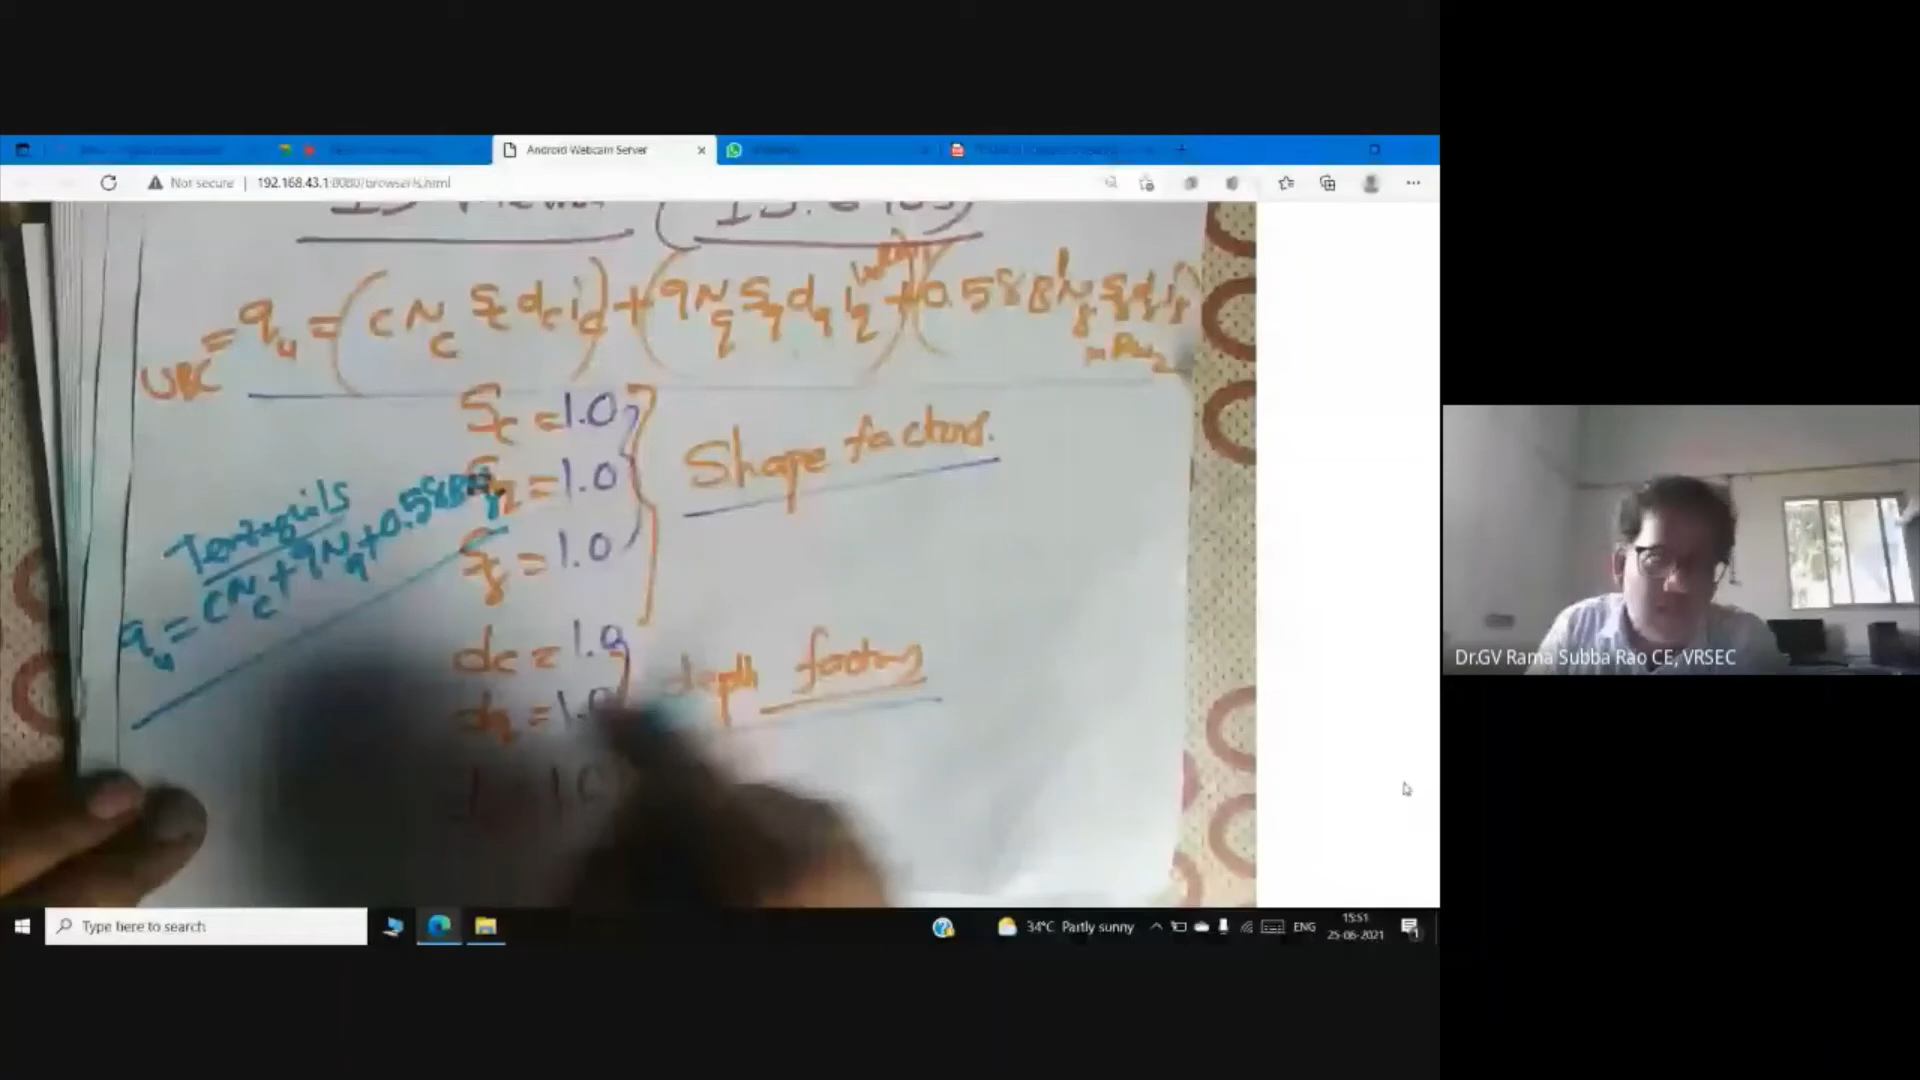 Android Webcam Server
Not secure | 192.168.43.1:8080/browserfs.html
UBC = qu = (c Nc Sc dc ic) + (q Nq Sq dq iq) + (0.5 γ B Nγ Sγ dγ iγ
Sc = 1.0
Sq = 1.0
Sγ = 1.0
Shape factors.
Terzaghi's
qu = cNc + qNq + 0.5γBNγ
dc = 1.0
dq = 1.0
depth factors
Dr.GV Rama Subba Rao CE, VRSEC
Type here to search
34°C Partly sunny
ENG
15:51
25-06-2021
1